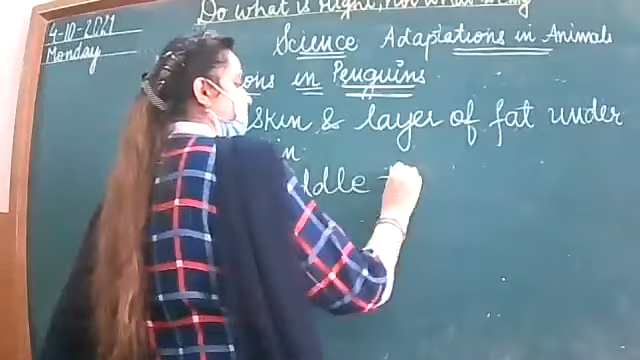 Do what is right, not what is
4-10-2021
Monday
Science Adaptations in Animals
ons in Penguins
skin & layer of fat under
in
ddle